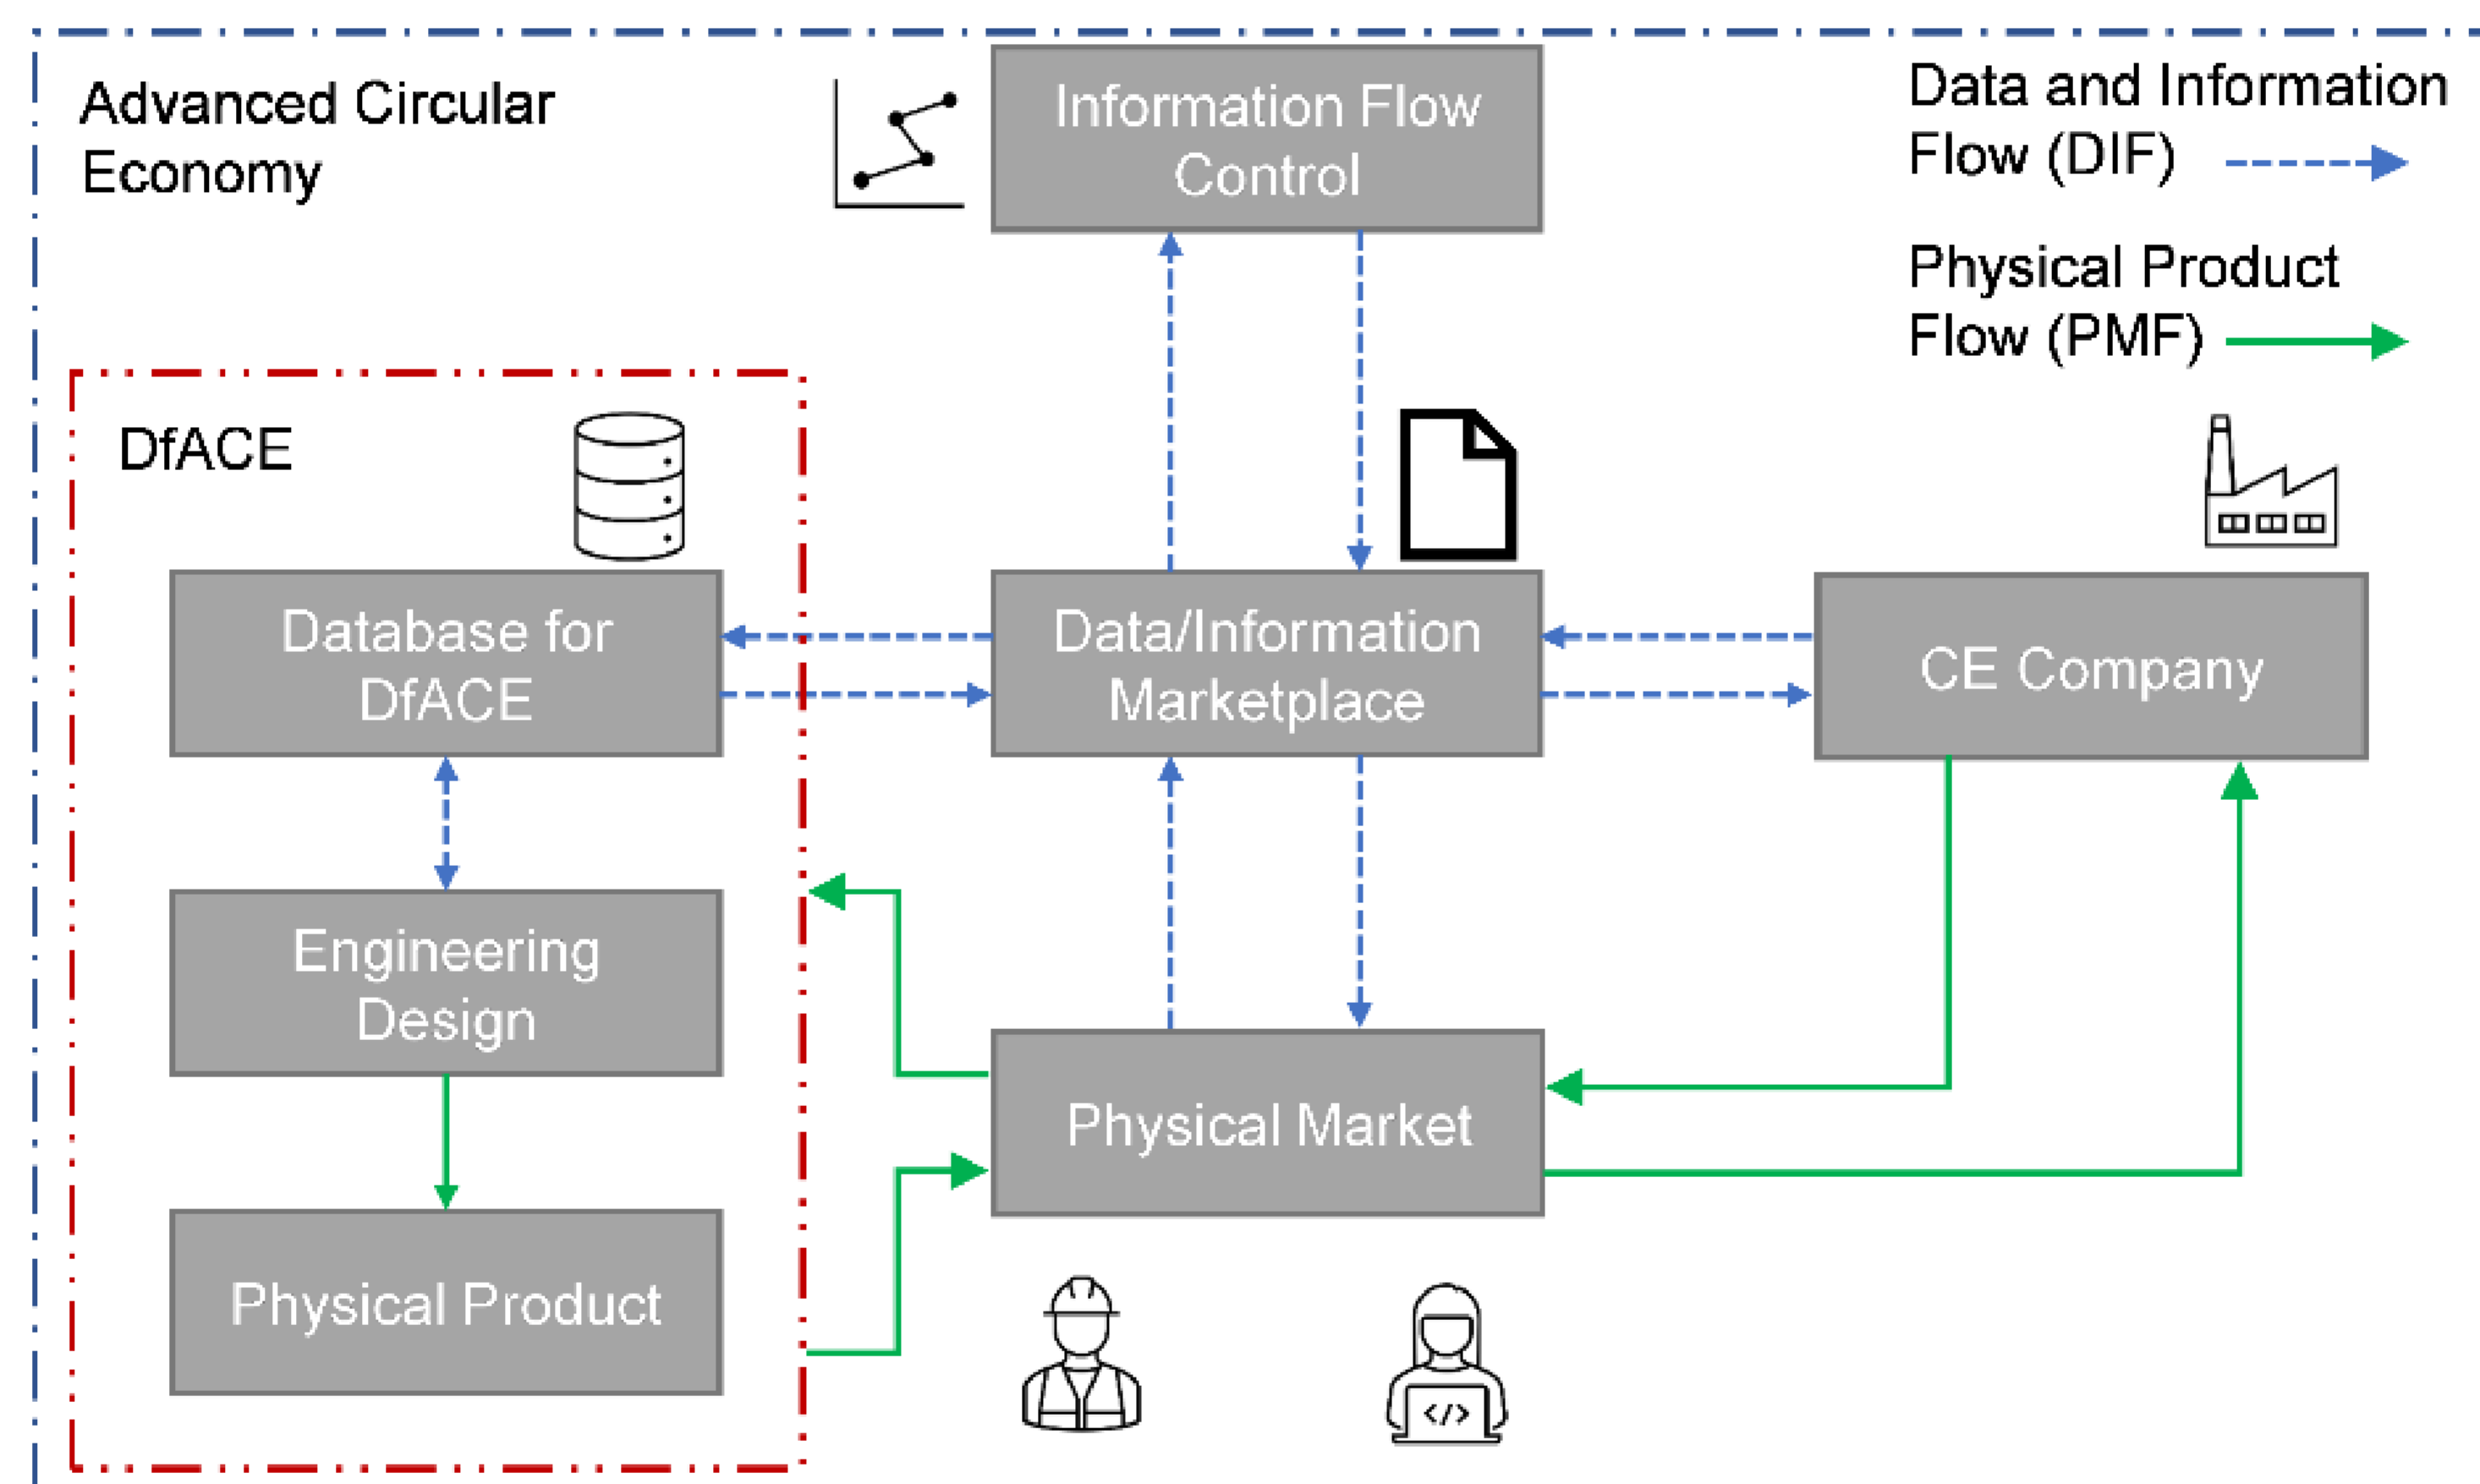 Advanced Circular
Economy
Information Flow
Control
Data and Information
Flow (DIF)
Physical Product
Flow (PMF)
DfACE
Database for
DfACE
Data/Information
Marketplace
CE Company
Engineering
Design
Physical Market
Physical Product
</>